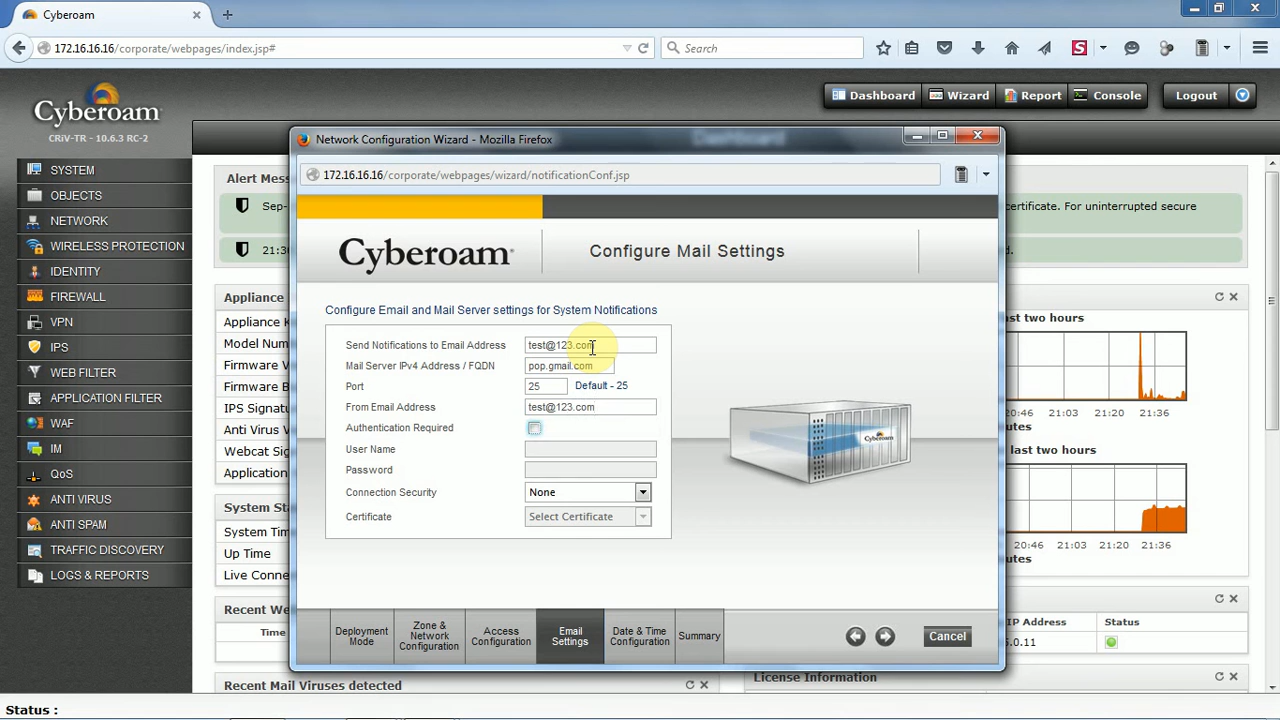 Cyberoam
172.16.16.16/corporate/webpages/index.jsp#
Search
Cyberoam
CRiV-TR - 10.6.3 RC-2
Dashboard
Wizard
Report
Console
Logout
SYSTEM
OBJECTS
NETWORK
WIRELESS PROTECTION
IDENTITY
FIREWALL
VPN
IPS
WEB FILTER
APPLICATION FILTER
WAF
IM
QoS
ANTI VIRUS
ANTI SPAM
TRAFFIC DISCOVERY
LOGS & REPORTS
Dashboard
Alert Mess
Sep-
certificate. For uninterrupted secure
21:3
Appliance
Appliance K
Model Num
Firmware V
Firmware
IPS Signatu
Anti Virus V
Webcat Sig
Application
System Sta
System Tim
Up Time
Live Connec
Recent We
Time
Recent Mail Viruses detected
Network Configuration Wizard - Mozilla Firefox
172.16.16.16/corporate/webpages/wizard/notificationConf.jsp
Cyberoam
Configure Mail Settings
Configure Email and Mail Server settings for System Notifications
Send Notifications to Email Address test@123.com
Mail Server IPv4 Address / FQDN pop.gmail.com
Port 25 Default - 25
From Email Address test@123.com
Authentication Required
User Name
Password
Connection Security None
Certificate Select Certificate
Cyberoam
Deployment
Mode
Zone &
Network
Configuration
Access
Configuration
Email
Settings
Date & Time
Configuration
Summary
Cancel
last two hours
20:46 21:03 21:20 21:36
utes
last two hours
20:46 21:03 21:20 21:36
utes
IP Address Status
5.0.11
License Information
Status :